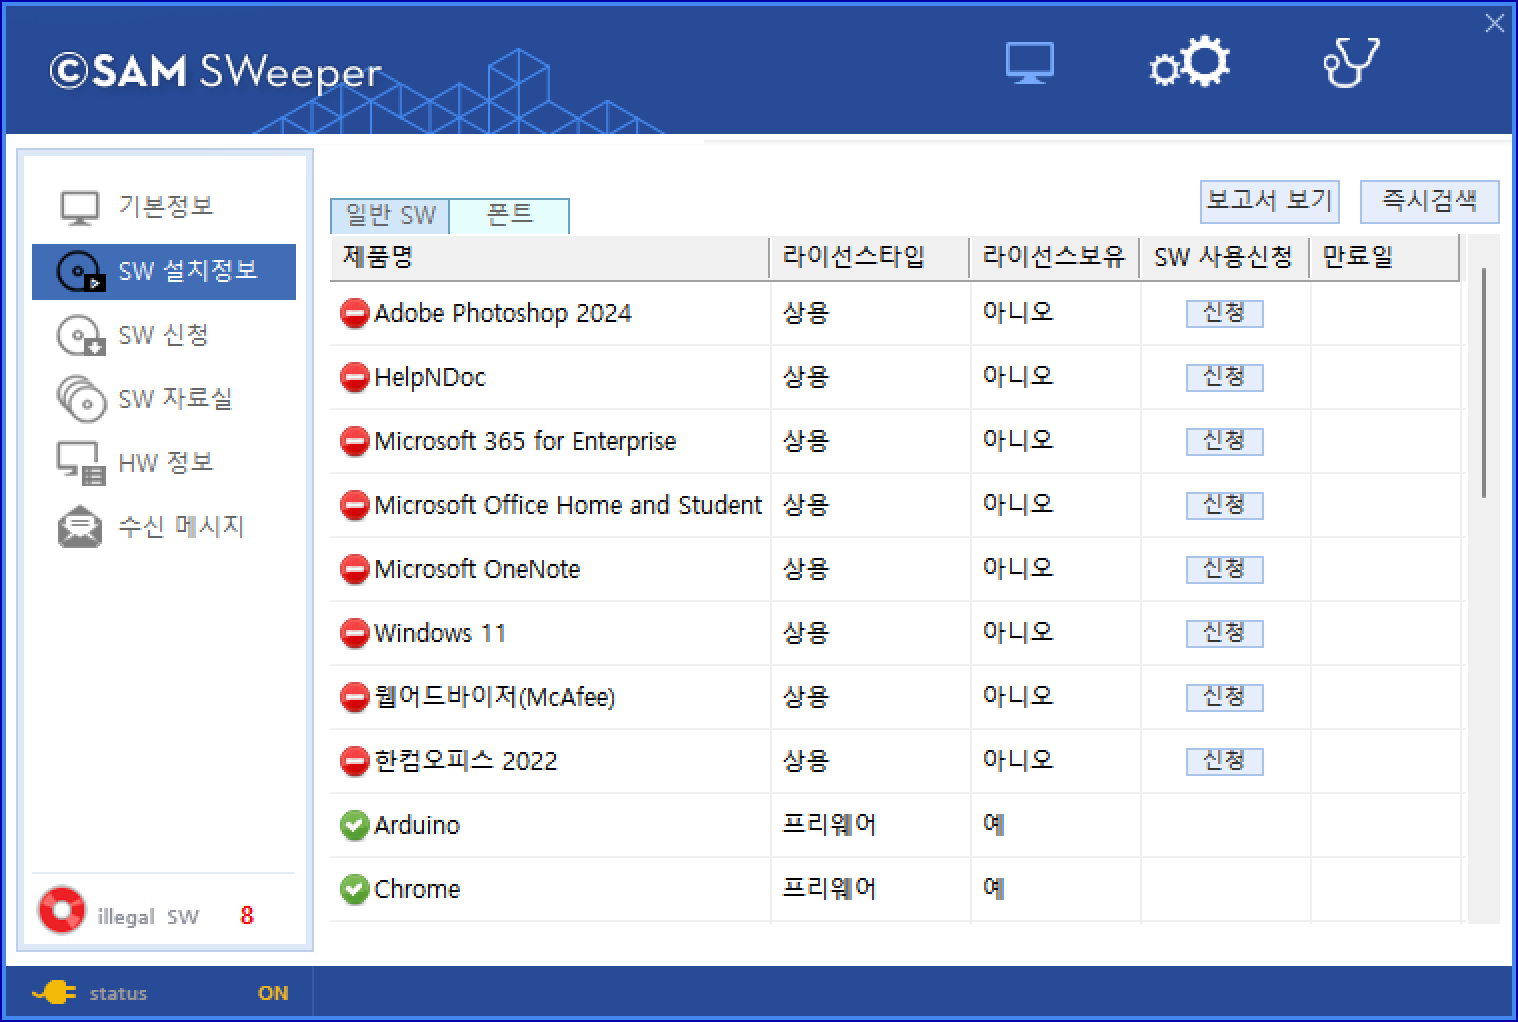 ©SAM SWeeper
기본정보
SW 설치정보
SW 신청
SW 자료실
HW 정보
수신 메시지
illegal SW 8
보고서 보기 즉시검색
일반 SW 폰트
제품명 라이선스타입 라이선스보유 SW 사용신청 만료일
Adobe Photoshop 2024 상용 아니오 신청
HelpNDoc 상용 아니오 신청
Microsoft 365 for Enterprise 상용 아니오 신청
Microsoft Office Home and Student 상용 아니오 신청
Microsoft OneNote 상용 아니오 신청
Windows 11 상용 아니오 신청
웹어드바이저(McAfee) 상용 아니오 신청
한컴오피스 2022 상용 아니오 신청
Arduino 프리웨어 예
Chrome 프리웨어 예
status ON